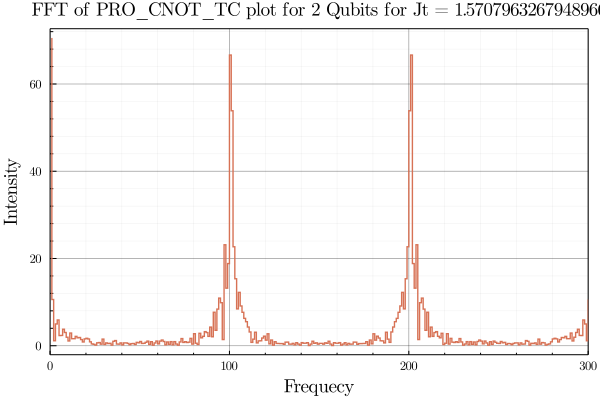 FFT of PRO_CNOT_TC plot for 2 Qubits for Jt = 1.570796326794896
Intensity
60
40
20
0
0 100 200 300
Frequecy